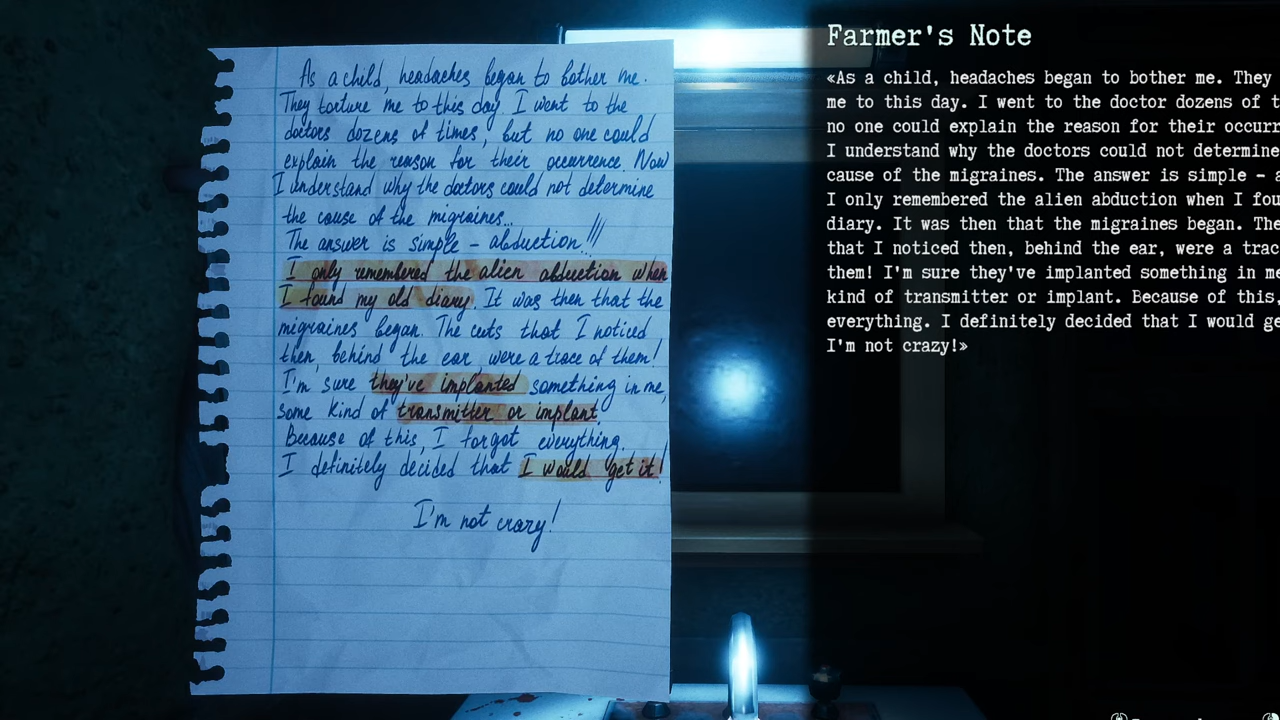 As a child, headaches began to bother me.
They torture me to this day. I went to the
doctors dozens of times, but no one could
explain the reason for their occurrence. Now
I understand why the doctors could not determine
the cause of the migraines...
The answer is simple – abduction!!!
I only remembered the alien abduction when
I found my old diary. It was then that the
migraines began. The cuts that I noticed
then, behind the ear, were a trace of them!
I'm sure they've implanted something in me,
some kind of transmitter or implant.
Because of this, I forgot everything.
I definitely decided that I would get it!
I'm not crazy!
Farmer's Note
«As a child, headaches began to bother me. They
me to this day. I went to the doctor dozens of t
no one could explain the reason for their occurr
I understand why the doctors could not determine
cause of the migraines. The answer is simple – a
I only remembered the alien abduction when I fou
diary. It was then that the migraines began. The
that I noticed then, behind the ear, were a trac
them! I'm sure they've implanted something in me
kind of transmitter or implant. Because of this,
everything. I definitely decided that I would ge
I'm not crazy!»